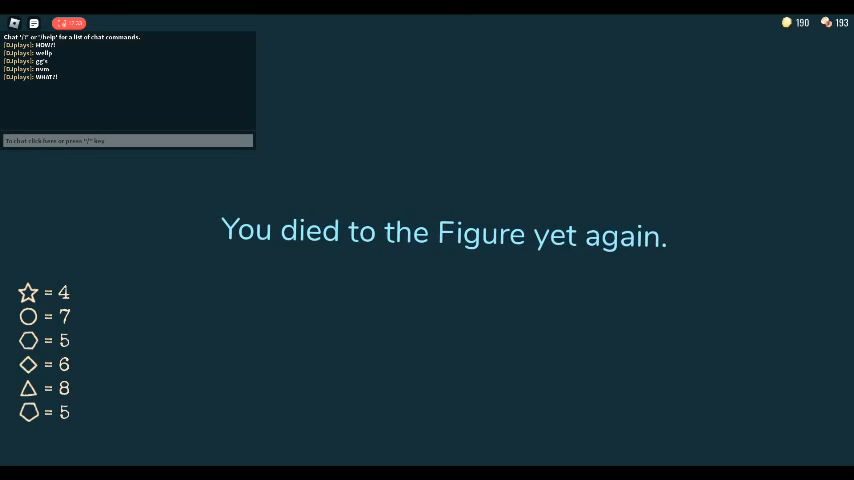 190
193
Chat '/?' or '/help' for a list of chat commands.
[DJplays]: HOW?!
[DJplays]: wellp
[DJplays]: gg's
[DJplays]: nvm
[DJplays]: WHAT?!
To chat click here or press "/" key
You died to the Figure yet again.
= 4
= 7
= 5
= 6
= 8
= 5